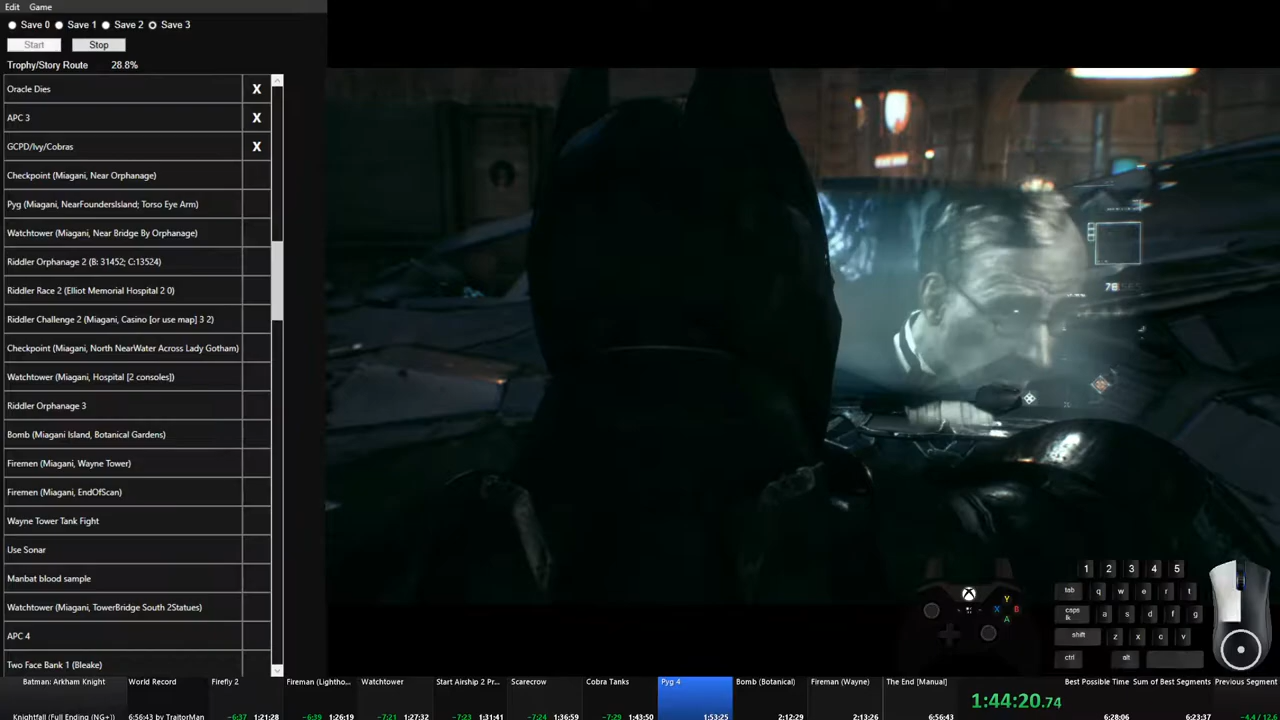 Edit Game
Save 0 Save 1 Save 2 Save 3
Start Stop
Trophy/Story Route 28.8%
Oracle Dies X
APC 3 X
GCPD/Ivy/Cobras X
Checkpoint (Miagani, Near Orphanage)
Pyg (Miagani, NearFoundersIsland; Torso Eye Arm)
Watchtower (Miagani, Near Bridge By Orphanage)
Riddler Orphanage 2 (B: 31452; C:13524)
Riddler Race 2 (Elliot Memorial Hospital 2 0)
Riddler Challenge 2 (Miagani, Casino [or use map] 3 2)
Checkpoint (Miagani, North NearWater Across Lady Gotham)
Watchtower (Miagani, Hospital [2 consoles])
Riddler Orphanage 3
Bomb (Miagani Island, Botanical Gardens)
Firemen (Miagani, Wayne Tower)
Firemen (Miagani, EndOfScan)
Wayne Tower Tank Fight
Use Sonar
Manbat blood sample
Watchtower (Miagani, TowerBridge South 2Statues)
APC 4
Two Face Bank 1 (Bleake)
1 2 3 4 5
tab q w e r t
caps lk a s d f g
shift z x c v
ctrl alt
Y
X B
A
Batman: Arkham Knight World Record Firefly 2 Fireman (Lightho... Watchtower Start Airship 2 Pr... Scarecrow Cobra Tanks Pyg 4 Bomb (Botanical) Fireman (Wayne) The End [Manual] 1:44:20.74 Best Possible Time Sum of Best Segments Previous Segment
Knightfall (Full Ending (NG+)) 6:56:43 by TraitorMan -6:37 1:21:28 -6:39 1:26:19 -7:21 1:27:32 -7:23 1:31:41 -7:24 1:36:59 -7:29 1:43:50 1:53:25 2:12:29 2:13:26 6:56:43 6:28:06 6:23:37 -4.4 / 12.6